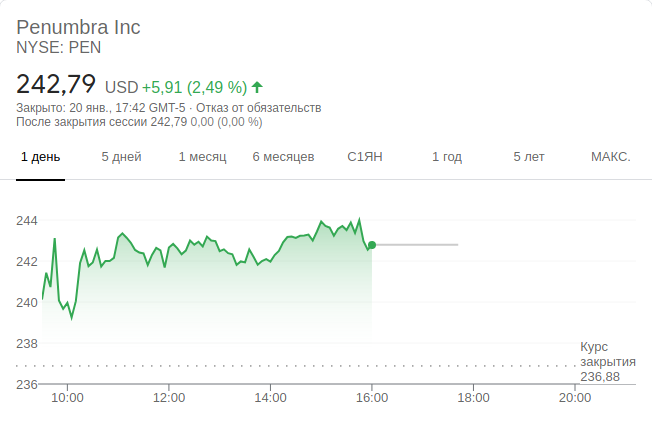 Penumbra Inc
NYSE: PEN
242,79 USD +5,91 (2,49 %)
Закрыто: 20 янв., 17:42 GMT-5 · Отказ от обязательств
После закрытия сессии 242,79 0,00 (0,00 %)
1 день 5 дней 1 месяц 6 месяцев С1ЯН 1 год 5 лет МАКС.
244
242
240
238
Курс
закрытия
236,88
236
10:00 12:00 14:00 16:00 18:00 20:00